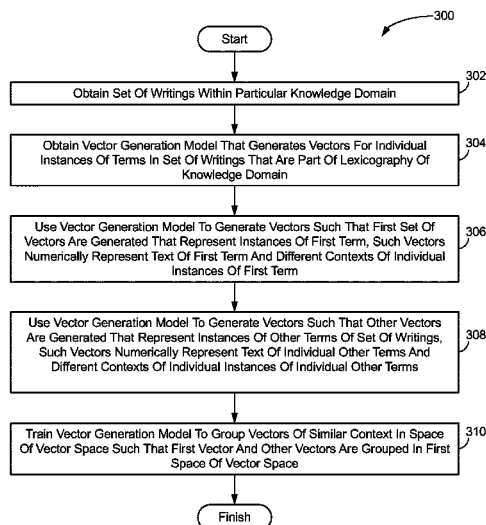 300
Start
302
Obtain Set Of Writings Within Particular Knowledge Domain
304
Obtain Vector Generation Model That Generates Vectors For Individual
Instances Of Terms In Set Of Writings That Are Part Of Lexicography Of
Knowledge Domain
306
Use Vector Generation Model To Generate Vectors Such That First Set Of
Vectors Are Generated That Represent Instances Of First Term, Such Vectors
Numerically Represent Text Of First Term And Different Contexts Of Individual
Instances Of First Term
308
Use Vector Generation Model To Generate Vectors Such That Other Vectors
Are Generated That Represent Instances Of Other Terms Of Set Of Writings,
Such Vectors Numerically Represent Text Of Individual Other Terms And
Different Contexts Of Individual Instances Of Individual Other Terms
310
Train Vector Generation Model To Group Vectors Of Similar Context In Space
Of Vector Space Such That First Vector And Other Vectors Are Grouped In First
Space Of Vector Space
Finish